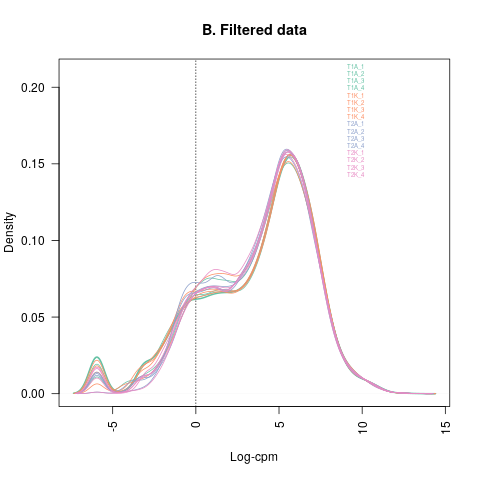 B. Filtered data
T1A_1
T1A_2
T1A_3
T1A_4
T1K_1
T1K_2
T1K_3
T1K_4
T2A_1
T2A_2
T2A_3
T2A_4
T2K_1
T2K_2
T2K_3
T2K_4
0.20
0.15
0.10
0.05
0.00
Density
-5
0
5
10
15
Log-cpm